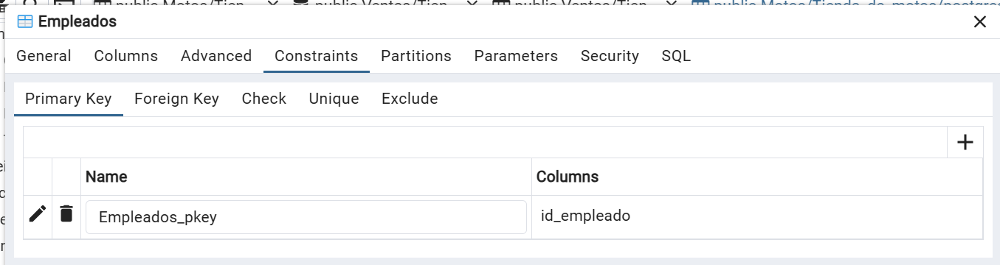 Empleados
General Columns Advanced Constraints Partitions Parameters Security SQL
Primary Key Foreign Key Check Unique Exclude
Name Columns
Empleados_pkey id_empleado